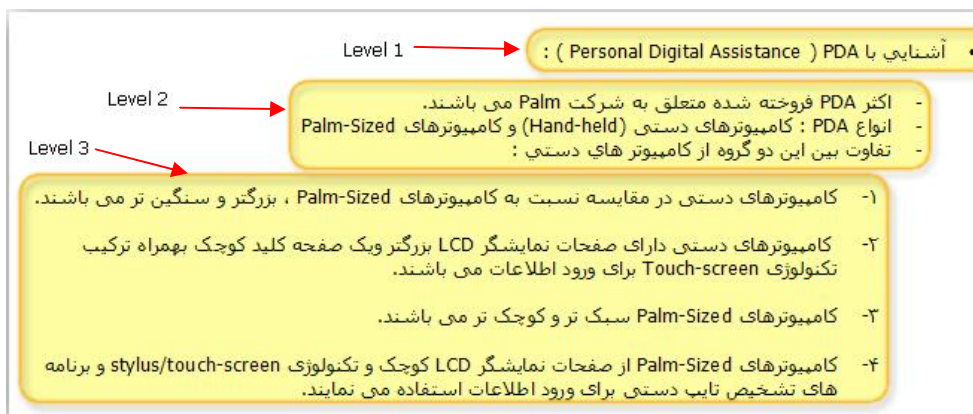 Level 1
• آشنايي با PDA ( Personal Digital Assistance ) :
Level 2
- اکثر PDA فروخته شده متعلق به شرکت Palm می باشند.
- انواع PDA : کامپیوترهای دستی (Hand-held) و کامپیوترهای Palm-Sized
- تفاوت بین این دو گروه از کامپیوتر هاي دستي :
Level 3
۱- کامپیوترهای دستی در مقایسه نسبت به کامپیوترهای Palm-Sized ، بزرگتر و سنگین تر می باشند.
۲- کامپیوترهای دستی دارای صفحات نمایشگر LCD بزرگتر ویک صفحه کلید کوچک بهمراه ترکیب
تکنولوژی Touch-screen برای ورود اطلاعات می باشند.
۳- کامپیوترهای Palm-Sized سبک تر و کوچک تر می باشند.
۴- کامپیوترهای Palm-Sized از صفحات نمایشگر LCD کوچک و تکنولوژی stylus/touch-screen و برنامه
های تشخیص تایپ دستی برای ورود اطلاعات استفاده می نمایند.